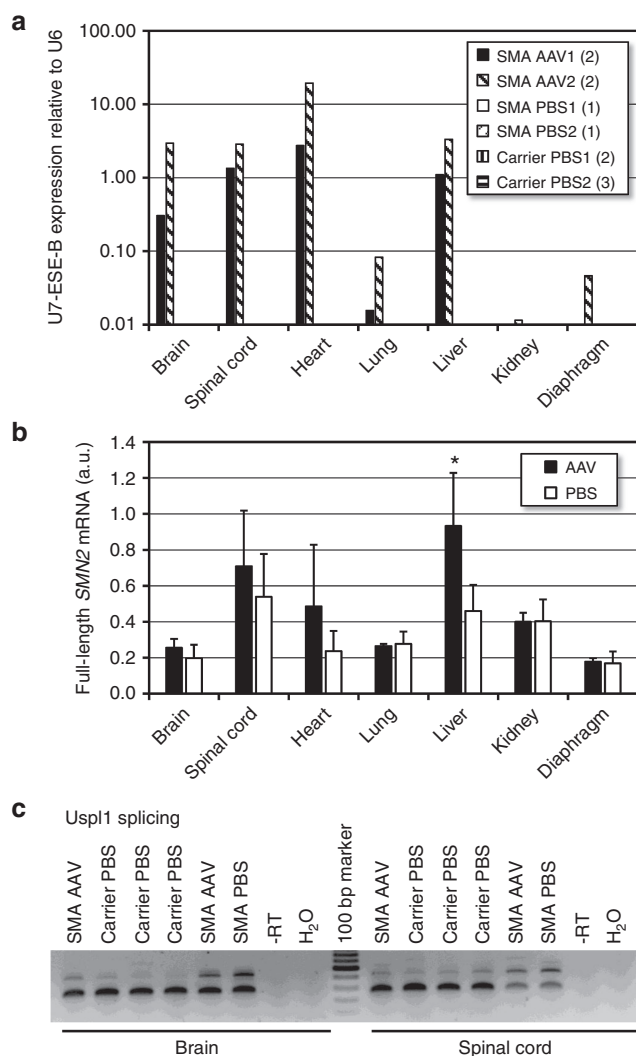 a
U7-ESE-B expression relative to U6
100.00
10.00
1.00
0.10
0.01
SMA AAV1 (2)
SMA AAV2 (2)
SMA PBS1 (1)
SMA PBS2 (1)
Carrier PBS1 (2)
Carrier PBS2 (3)
Brain
Spinal cord
Heart
Lung
Liver
Kidney
Diaphragm
b
Full-length SMN2 mRNA (a.u.)
1.4
1.2
1.0
0.8
0.6
0.4
0.2
0.0
*
AAV
PBS
Brain
Spinal cord
Heart
Lung
Liver
Kidney
Diaphragm
c
Uspl1 splicing
SMA AAV
Carrier PBS
Carrier PBS
Carrier PBS
SMA AAV
SMA PBS
-RT
H2O
100 bp marker
SMA AAV
Carrier PBS
Carrier PBS
Carrier PBS
SMA AAV
SMA PBS
-RT
H2O
Brain
Spinal cord